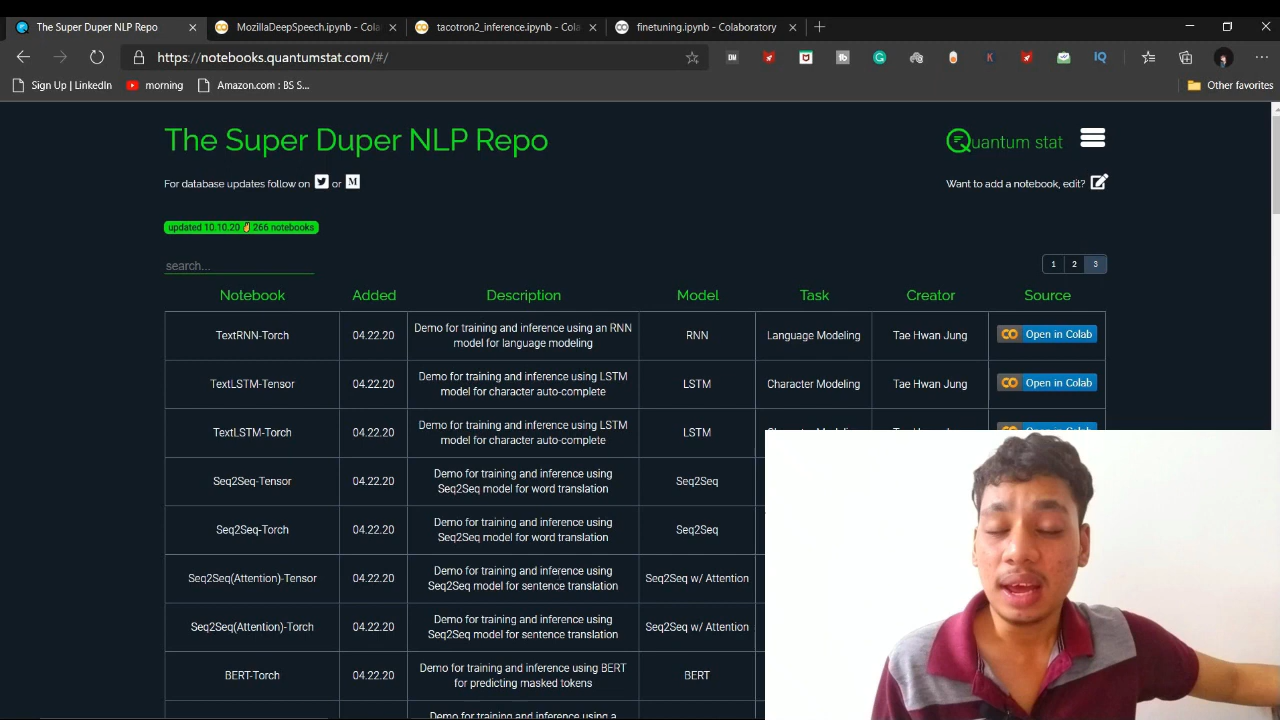 The Super Duper NLP Repo
MozillaDeepSpeech.ipynb - Cola
tacotron2_inference.ipynb - Cola
finetuning.ipynb - Colaboratory
https://notebooks.quantumstat.com/#/
Sign Up | LinkedIn
morning
Amazon.com : BS S...
Other favorites
The Super Duper NLP Repo
Quantum stat
For database updates follow on or
Want to add a notebook, edit?
updated 10.10.20 266 notebooks
search...
1 2 3
Notebook Added Description Model Task Creator Source
TextRNN-Torch 04.22.20 Demo for training and inference using an RNN model for language modeling RNN Language Modeling Tae Hwan Jung Open in Colab
TextLSTM-Tensor 04.22.20 Demo for training and inference using LSTM model for character auto-complete LSTM Character Modeling Tae Hwan Jung Open in Colab
TextLSTM-Torch 04.22.20 Demo for training and inference using LSTM model for character auto-complete LSTM
Seq2Seq-Tensor 04.22.20 Demo for training and inference using Seq2Seq model for word translation Seq2Seq
Seq2Seq-Torch 04.22.20 Demo for training and inference using Seq2Seq model for word translation Seq2Seq
Seq2Seq(Attention)-Tensor 04.22.20 Demo for training and inference using Seq2Seq model for sentence translation Seq2Seq w/ Attention
Seq2Seq(Attention)-Torch 04.22.20 Demo for training and inference using Seq2Seq model for sentence translation Seq2Seq w/ Attention
BERT-Torch 04.22.20 Demo for training and inference using BERT for predicting masked tokens BERT
Demo for training and inference using a